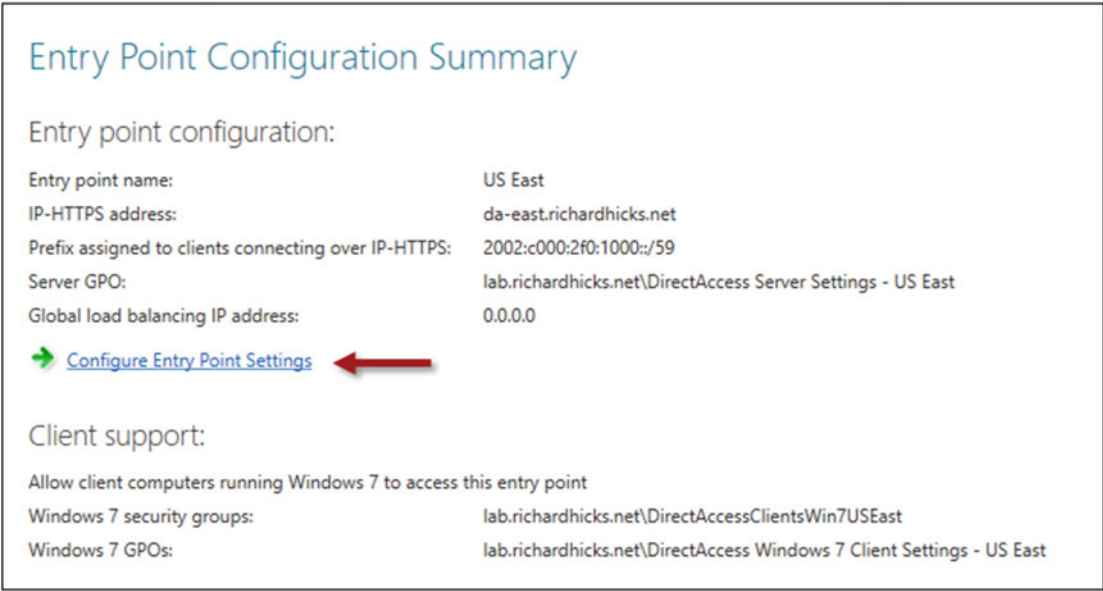 Entry Point Configuration Summary
Entry point configuration:
Entry point name: US East
IP-HTTPS address: da-east.richardhicks.net
Prefix assigned to clients connecting over IP-HTTPS: 2002:c000:2f0:1000::/59
Server GPO: lab.richardhicks.net\DirectAccess Server Settings - US East
Global load balancing IP address: 0.0.0.0
Configure Entry Point Settings
Client support:
Allow client computers running Windows 7 to access this entry point
Windows 7 security groups: lab.richardhicks.net\DirectAccessClientsWin7USEast
Windows 7 GPOs: lab.richardhicks.net\DirectAccess Windows 7 Client Settings - US East